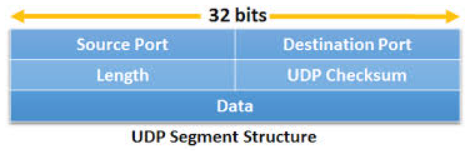 32 bits
Source Port Destination Port
Length UDP Checksum
Data
UDP Segment Structure